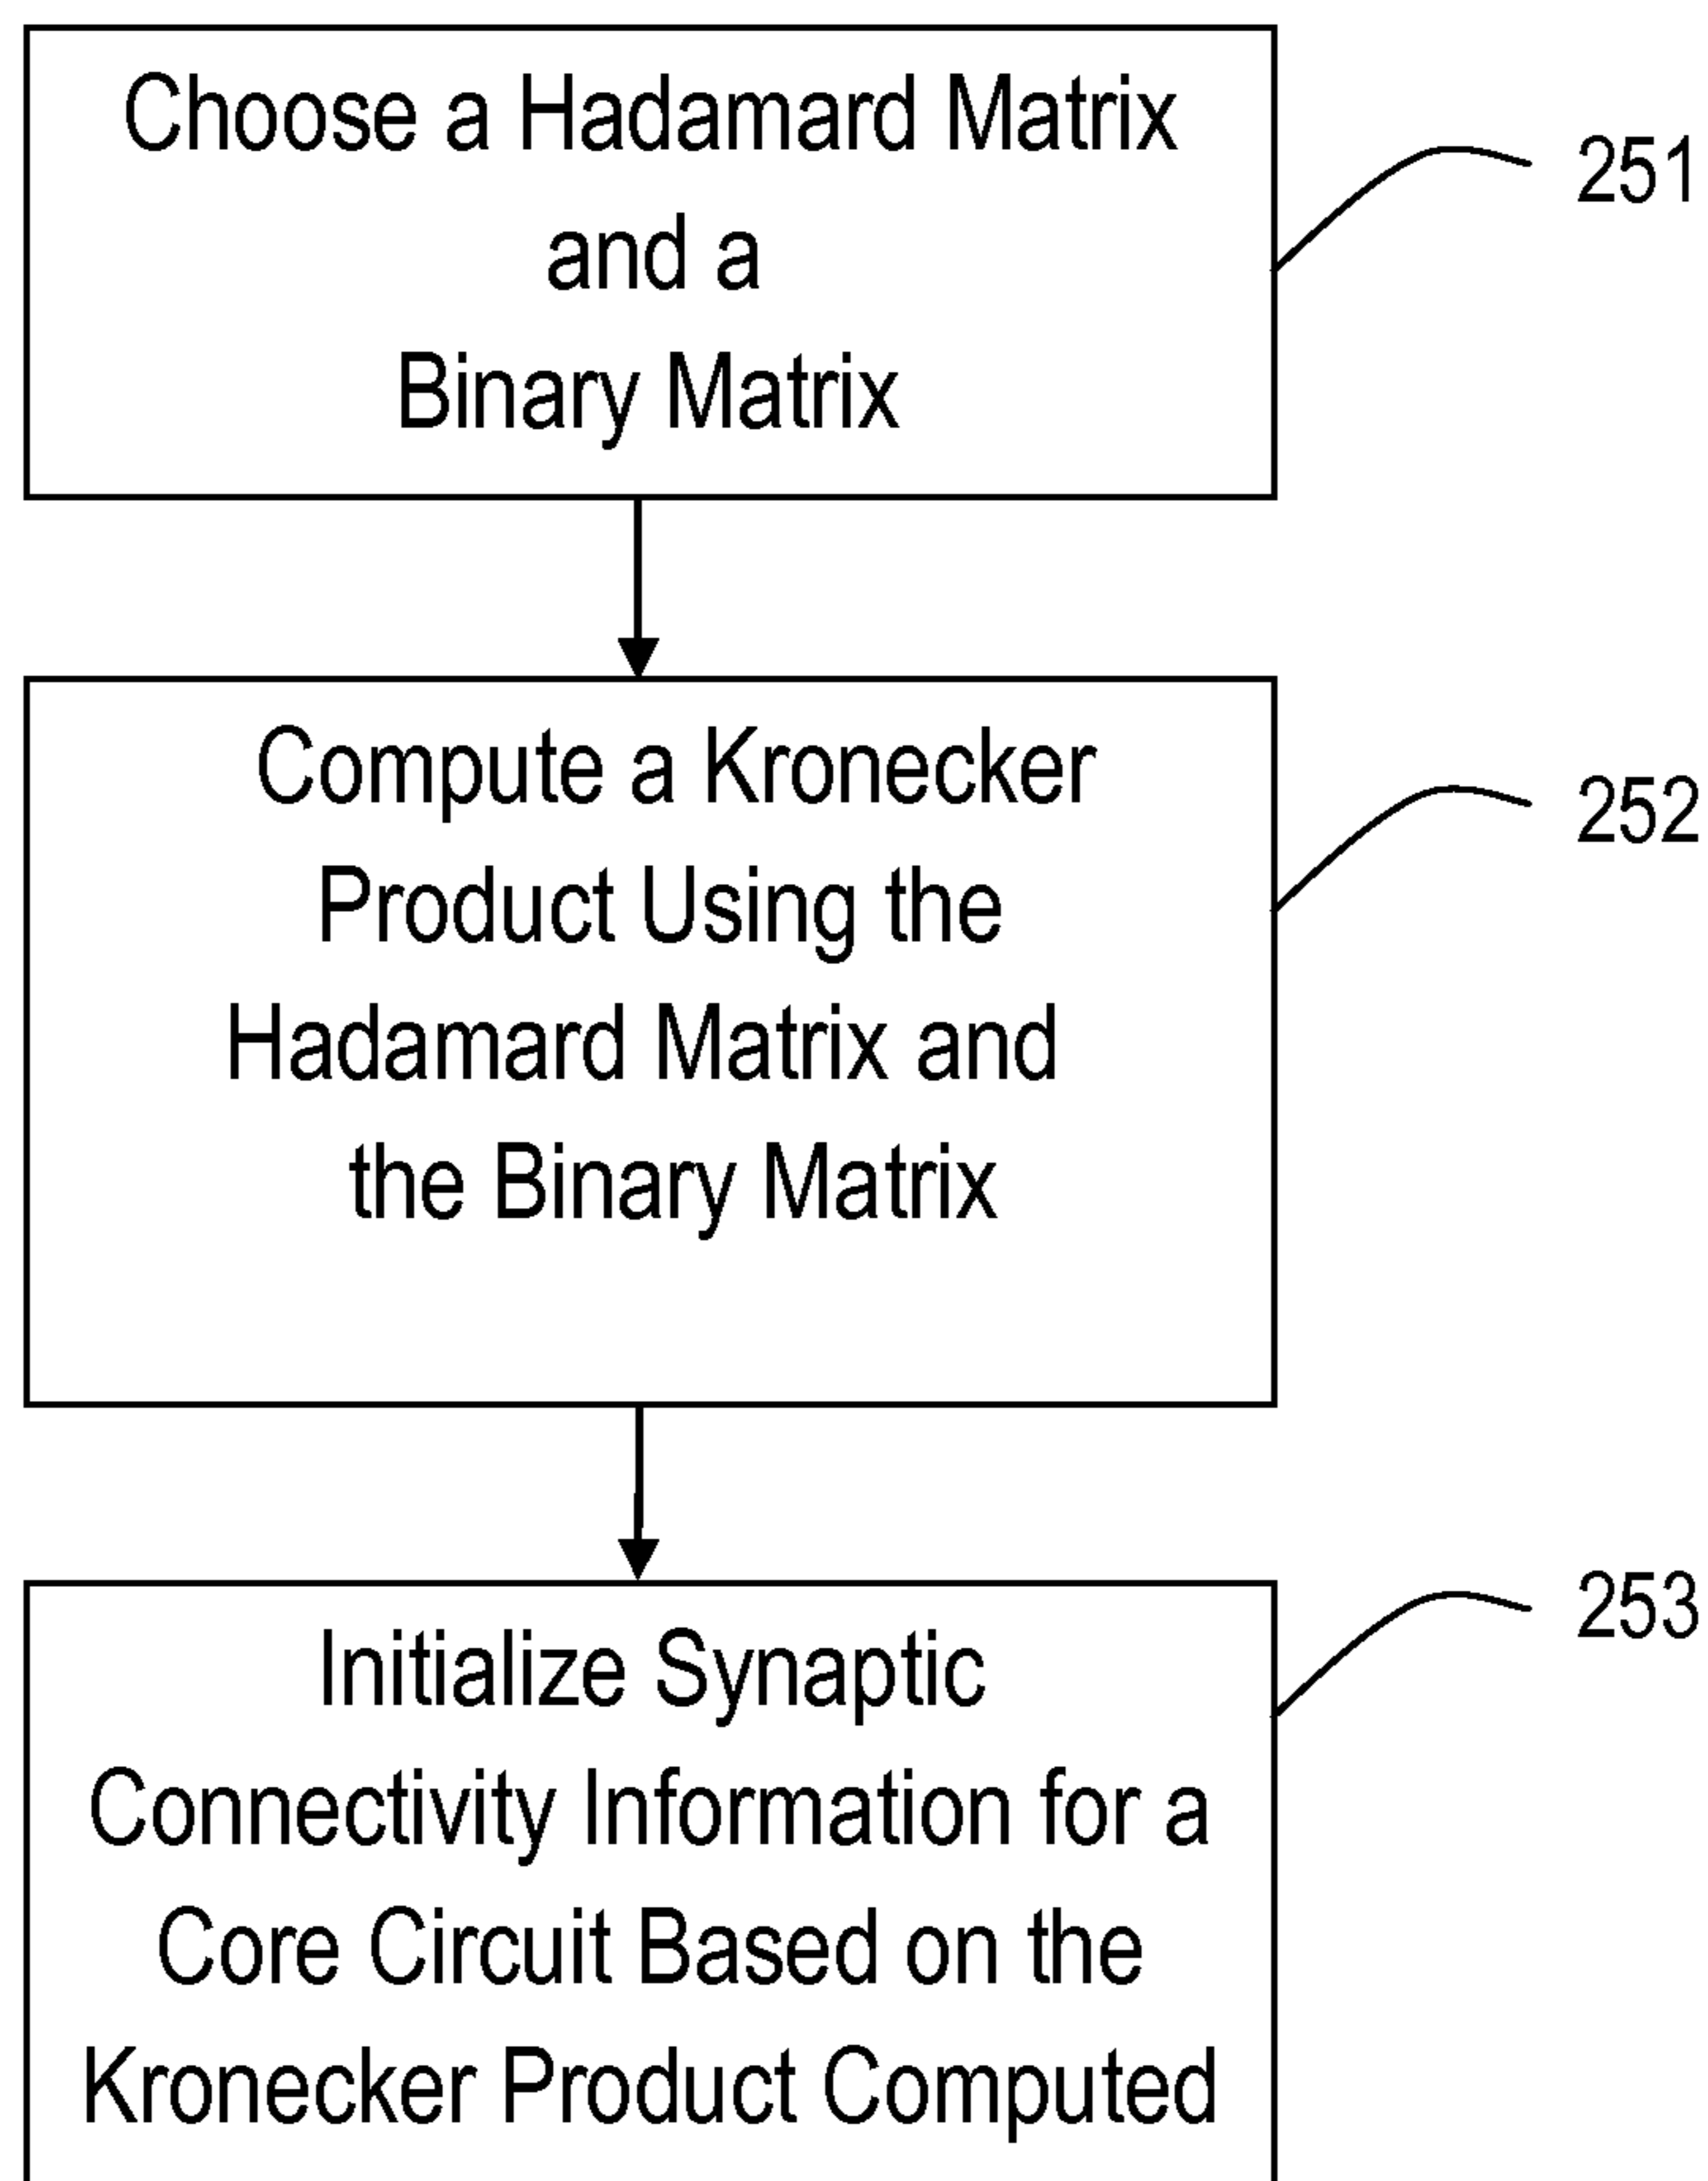 Choose a Hadamard Matrix
and a
Binary Matrix
251
Compute a Kronecker
Product Using the
Hadamard Matrix and
the Binary Matrix
252
Initialize Synaptic
Connectivity Information for a
Core Circuit Based on the
Kronecker Product Computed
253